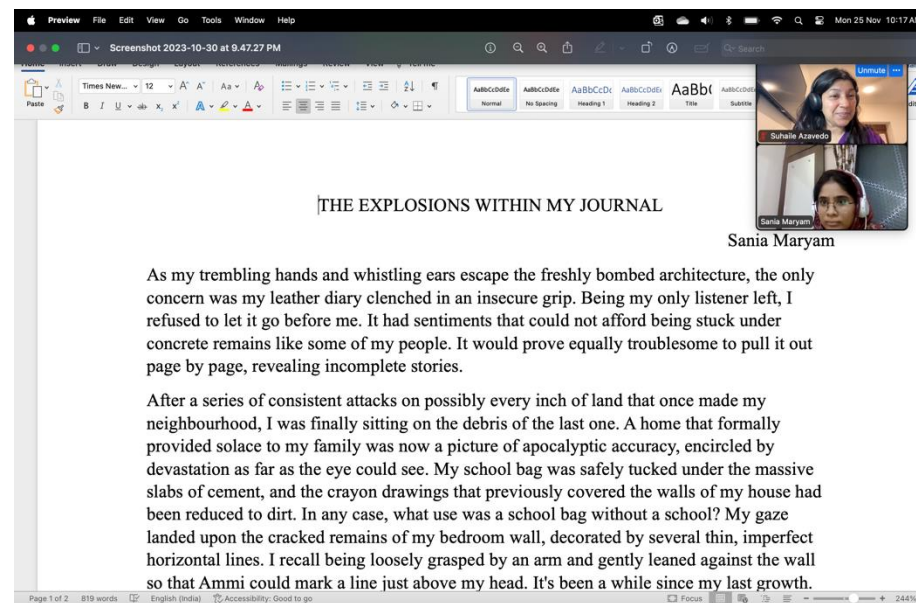 Preview File Edit View Go Tools Window Help Mon 25 Nov 10:17
Screenshot 2023-10-30 at 9.47.27 PM Search
Home Insert Draw Design Layout References Mailings Review View
Paste Times New... 12 A A Aa A
B I U ab x x A A
AaBbCcDdEe AaBbCcDdEe AaBbCcDc AaBbCcDdEe AaBb( AaBbCcDdEe
Normal No Spacing Heading 1 Heading 2 Title Subtitle
Unmute
Suhaile Azavedo
Sania Maryam
THE EXPLOSIONS WITHIN MY JOURNAL
Sania Maryam
As my trembling hands and whistling ears escape the freshly bombed architecture, the only
concern was my leather diary clenched in an insecure grip. Being my only listener left, I
refused to let it go before me. It had sentiments that could not afford being stuck under
concrete remains like some of my people. It would prove equally troublesome to pull it out
page by page, revealing incomplete stories.
After a series of consistent attacks on possibly every inch of land that once made my
neighbourhood, I was finally sitting on the debris of the last one. A home that formally
provided solace to my family was now a picture of apocalyptic accuracy, encircled by
devastation as far as the eye could see. My school bag was safely tucked under the massive
slabs of cement, and the crayon drawings that previously covered the walls of my house had
been reduced to dirt. In any case, what use was a school bag without a school? My gaze
landed upon the cracked remains of my bedroom wall, decorated by several thin, imperfect
horizontal lines. I recall being loosely grasped by an arm and gently leaned against the wall
so that Ammi could mark a line just above my head. It's been a while since my last growth.
Page 1 of 2 819 words English (India) Accessibility: Good to go Focus 244%